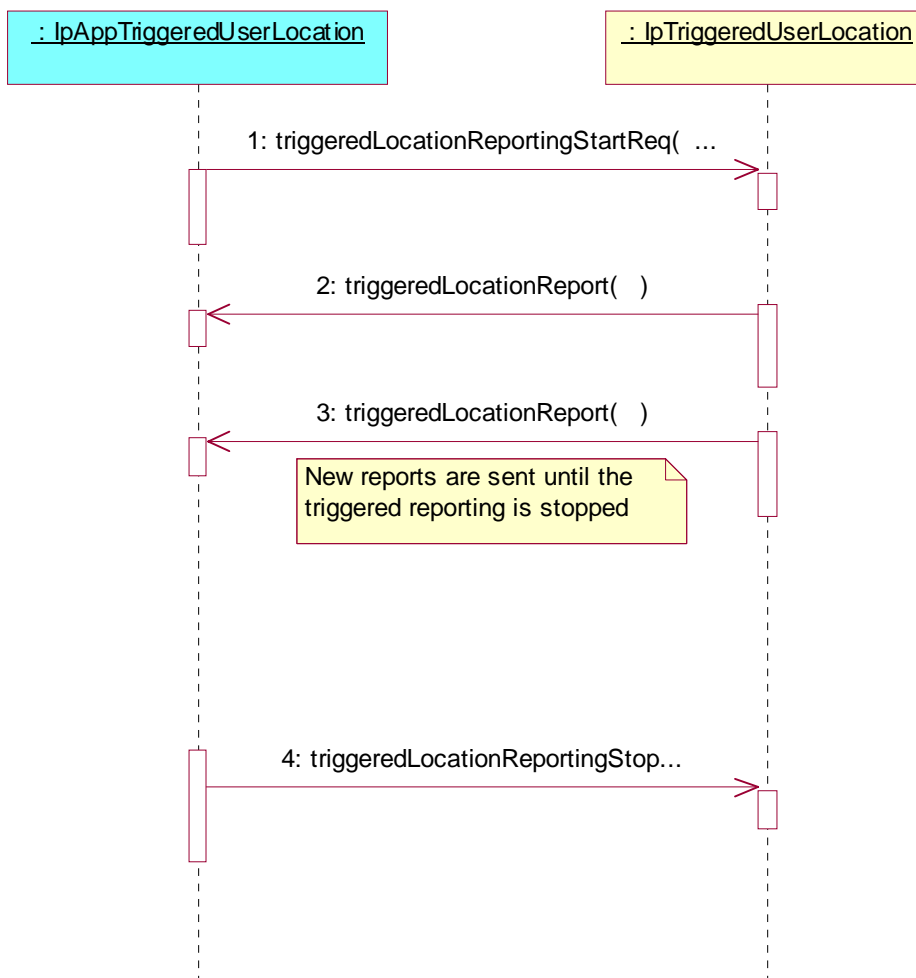 : IpAppTriggeredUserLocation
: IpTriggeredUserLocation
1: triggeredLocationReportingStartReq( ...
2: triggeredLocationReport( )
3: triggeredLocationReport( )
New reports are sent until the
triggered reporting is stopped
4: triggeredLocationReportingStop...